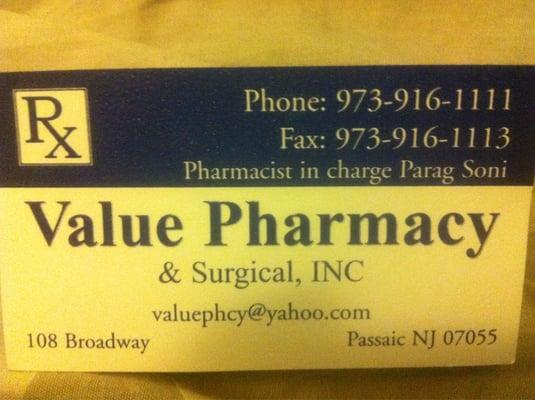 Rx
Phone: 973-916-1111
Fax: 973-916-1113
Pharmacist in charge Parag Soni
Value Pharmacy
& Surgical, INC
valuephcy@yahoo.com
108 Broadway
Passaic NJ 07055